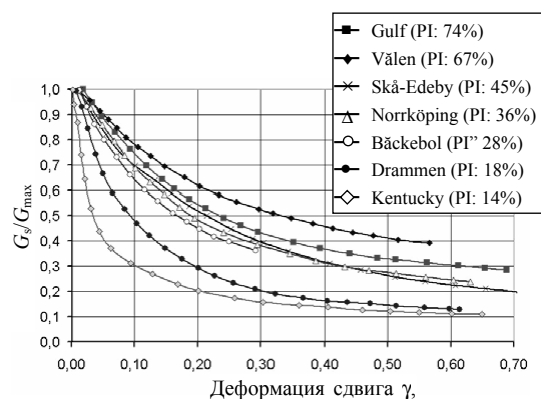 Gulf (PI: 74%)
Vălen (PI: 67%)
Skå-Edeby (PI: 45%)
Norrköping (PI: 36%)
Băckebol (PI” 28%)
Drammen (PI: 18%)
Kentucky (PI: 14%)
1,0
0,9
0,8
0,7
0,6
0,5
0,4
0,3
0,2
0,1
0,0
Gs/Gmax
0,00 0,10 0,20 0,30 0,40 0,50 0,60 0,70
Деформация сдвига γ,